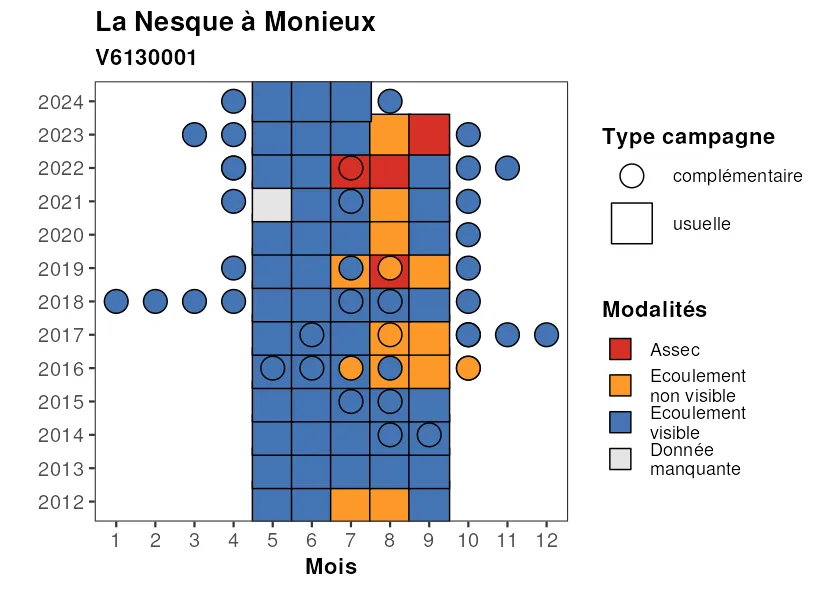 La Nesque à Monieux
V6130001
2024
2023
2022
2021
2020
2019
2018
2017
2016
2015
2014
2013
2012
1 2 3 4 5 6 7 8 9 10 11 12
Mois
Type campagne
complémentaire
usuelle
Modalités
Assec
Ecoulement
non visible
Ecoulement
visible
Donnée
manquante